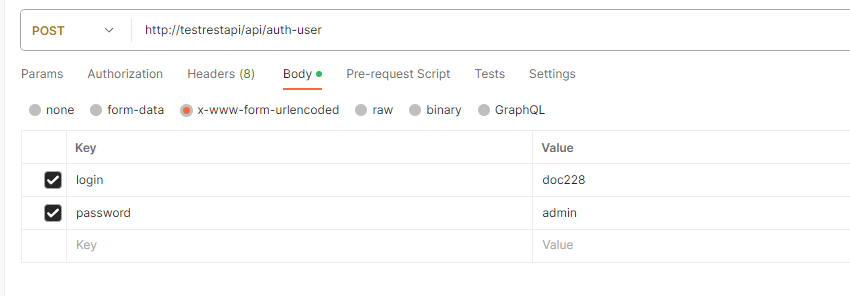 POST http://testrestapi/api/auth-user
Params Authorization Headers (8) Body Pre-request Script Tests Settings
none form-data x-www-form-urlencoded raw binary GraphQL
Key Value
login doc228
password admin
Key Value